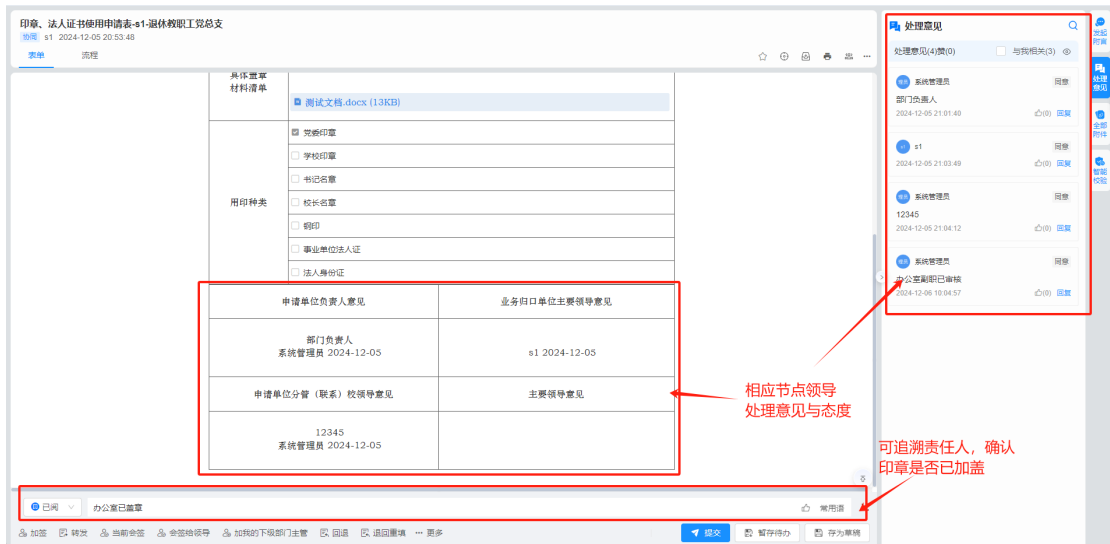 印章、法人证书使用申请表-s1-退休教职工党总支
协同 s1 2024-12-05 20:53:48
表单 流程
具体盖章
材料清单
测试文档.docx (13KB)
用印种类
党委印章
学校印章
书记名章
校长名章
钢印
事业单位法人证
法人身份证
申请单位负责人意见 业务归口单位主要领导意见
部门负责人
系统管理员 2024-12-05 s1 2024-12-05
申请单位分管（联系）校领导意见 主要领导意见
12345
系统管理员 2024-12-05
已阅 办公室已盖章 常用语
加签 转发 当前会签 会签给领导 加我的下级部门主管 回退 退回重填 更多 提交 暂存待办 存为草稿
处理意见
处理意见(4)赞(0) 与我相关(3)
系统管理员 同意
部门负责人
2024-12-05 21:01:40 (0) 回复
s1 s1 同意
2024-12-05 21:03:49 (0) 回复
系统管理员 同意
12345
2024-12-05 21:04:12 (0) 回复
系统管理员 同意
办公室副职已审核
2024-12-06 10:04:57 (0) 回复
发起
附言
处理
意见
全部
附件
智能
校验
相应节点领导
处理意见与态度
可追溯责任人，确认
印章是否已加盖